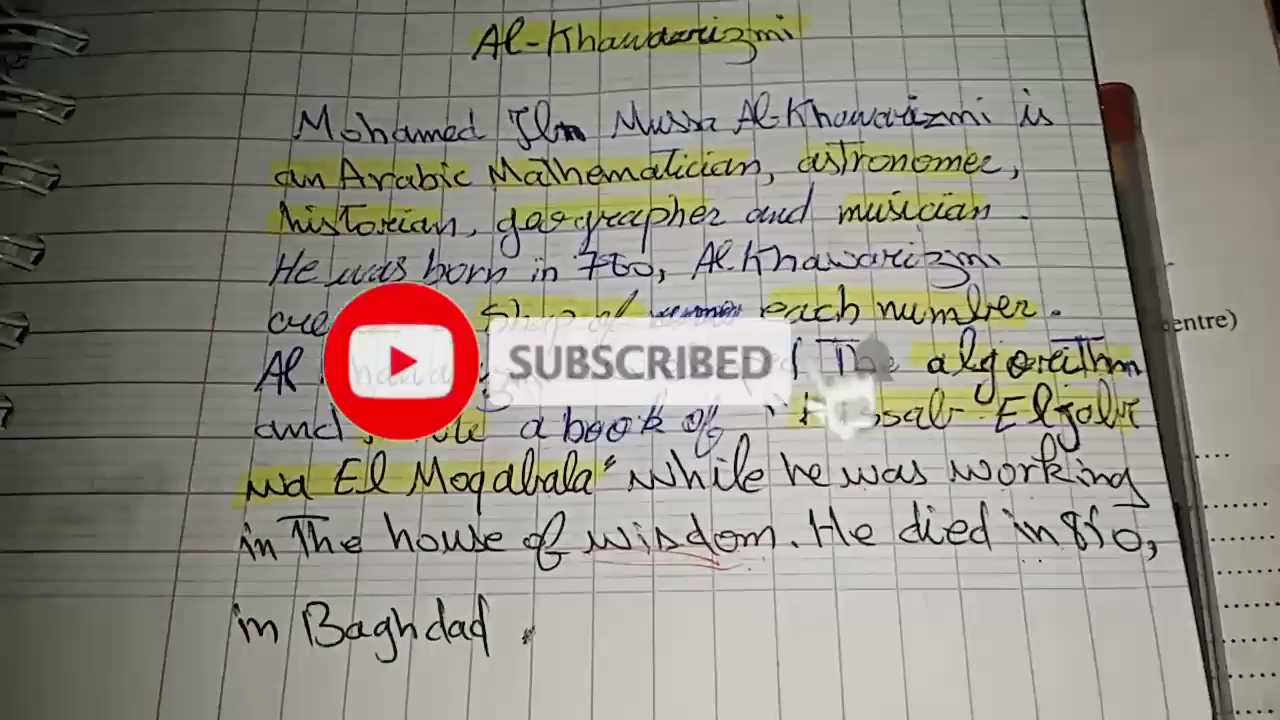 Al-Khawarizmi
Mohamed Ibn Mussa Al-Khawarizmi is
an Arabic Mathematician, astronomer,
historian, geographer and musician.
He was born in 780, Al Khawarizmi
each number.
Al The algorithm
SUBSCRIBED
and a book of Eljabr
wa El Moqabala" while he was working
in The house of wisdom. He died in 850,
in Baghdad.
entre)